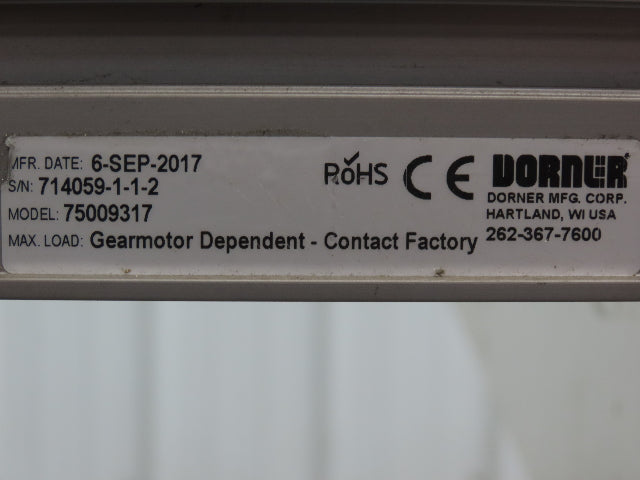 MFR. DATE: 6-SEP-2017
S/N: 714059-1-1-2
MODEL: 75009317
MAX. LOAD: Gearmotor Dependent - Contact Factory
RoHS CE DORNER
DORNER MFG. CORP.
HARTLAND, WI USA
262-367-7600